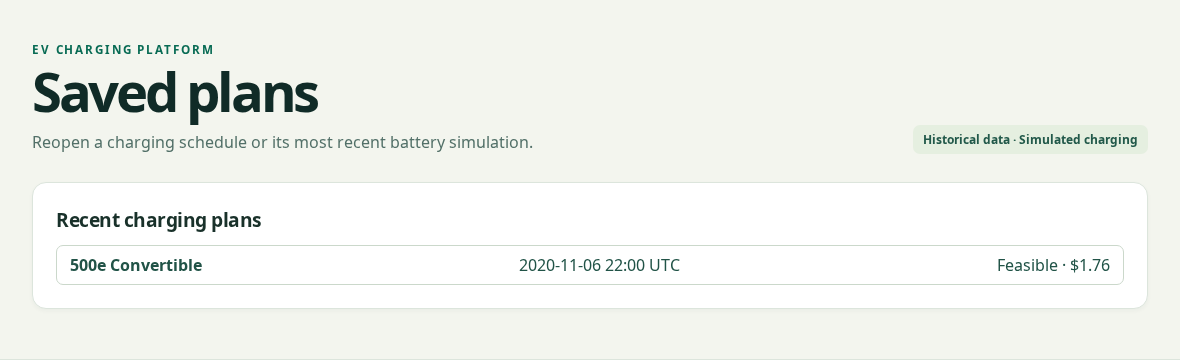 EV CHARGING PLATFORM
Saved plans
Reopen a charging schedule or its most recent battery simulation.
Historical data · Simulated charging
Recent charging plans
500e Convertible 2020-11-06 22:00 UTC Feasible · $1.76